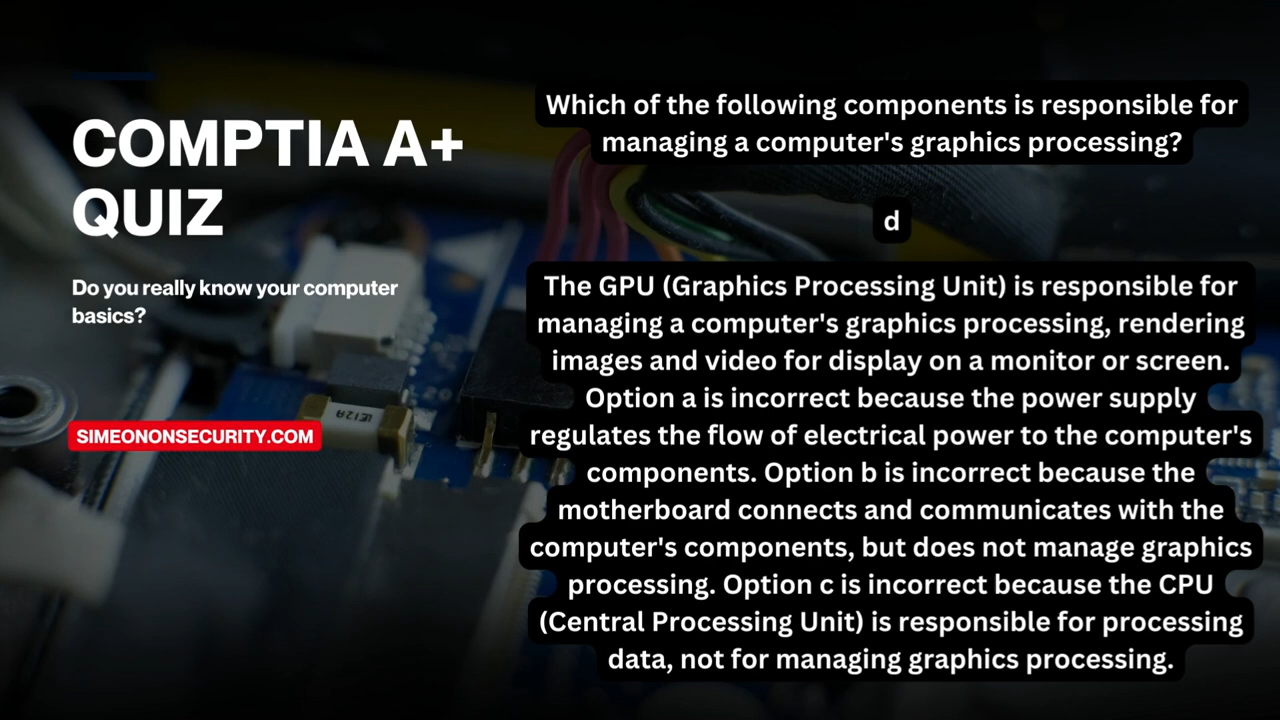 COMPTIA A+
QUIZ
Do you really know your computer
basics?
SIMEONONSECURITY.COM
Which of the following components is responsible for
managing a computer's graphics processing?
d
The GPU (Graphics Processing Unit) is responsible for
managing a computer's graphics processing, rendering
images and video for display on a monitor or screen.
Option a is incorrect because the power supply
regulates the flow of electrical power to the computer's
components. Option b is incorrect because the
motherboard connects and communicates with the
computer's components, but does not manage graphics
processing. Option c is incorrect because the CPU
(Central Processing Unit) is responsible for processing
data, not for managing graphics processing.